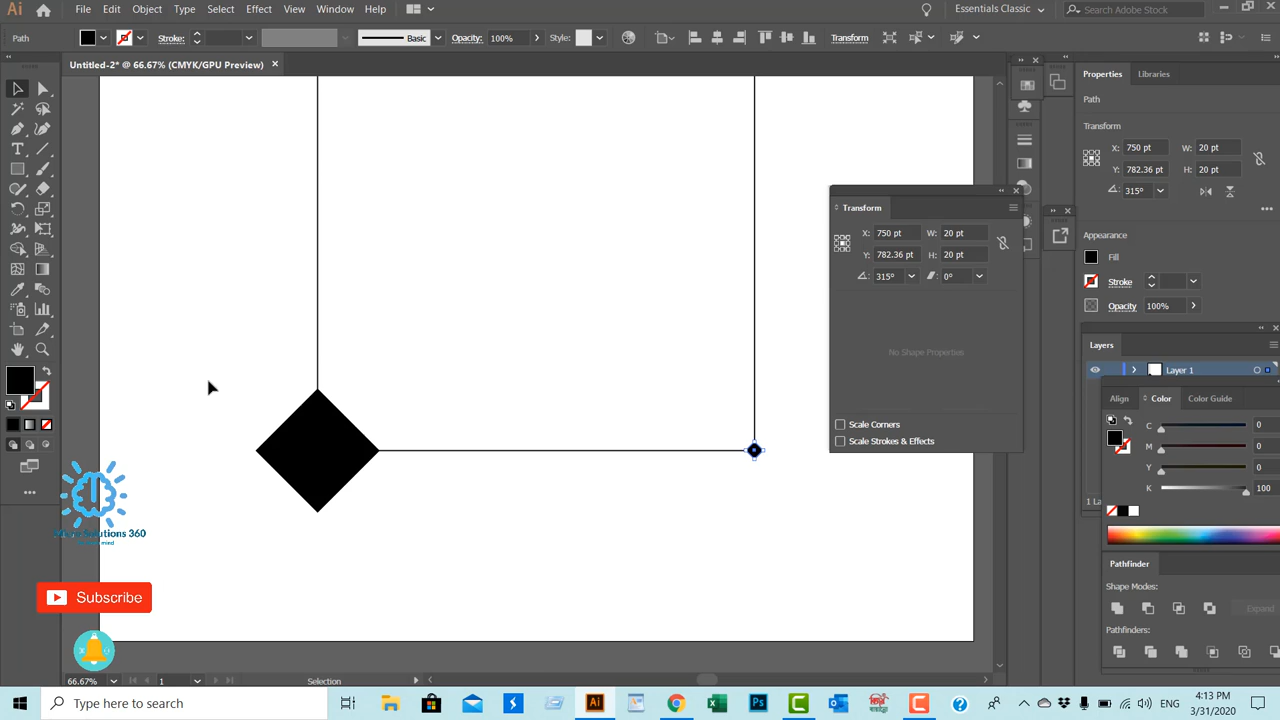 Ai File Edit Object Type Select Effect View Window Help Essentials Classic Search Adobe Stock
Path Stroke: Basic Opacity: 100% Style: Transform
Untitled-2* @ 66.67% (CMYK/GPU Preview) ×
Properties Libraries
Path
Transform
X: 750 pt W: 20 pt
Y: 782.36 pt H: 20 pt
315°
Appearance
Fill
Stroke
Opacity 100%
Transform
X: 750 pt W: 20 pt
Y: 782.36 pt H: 20 pt
315° 0°
No Shape Properties
Scale Corners
Scale Strokes & Effects
Layers
Layer 1
Align Color Color Guide
C 0
M 0
Y 0
K 100
Pathfinder
Shape Modes:
Expand
Pathfinders:
Solutions 360
mind
Subscribe
66.67% 1 Selection
Type here to search
Ai Ps
ENG
4:13 PM
3/31/2020